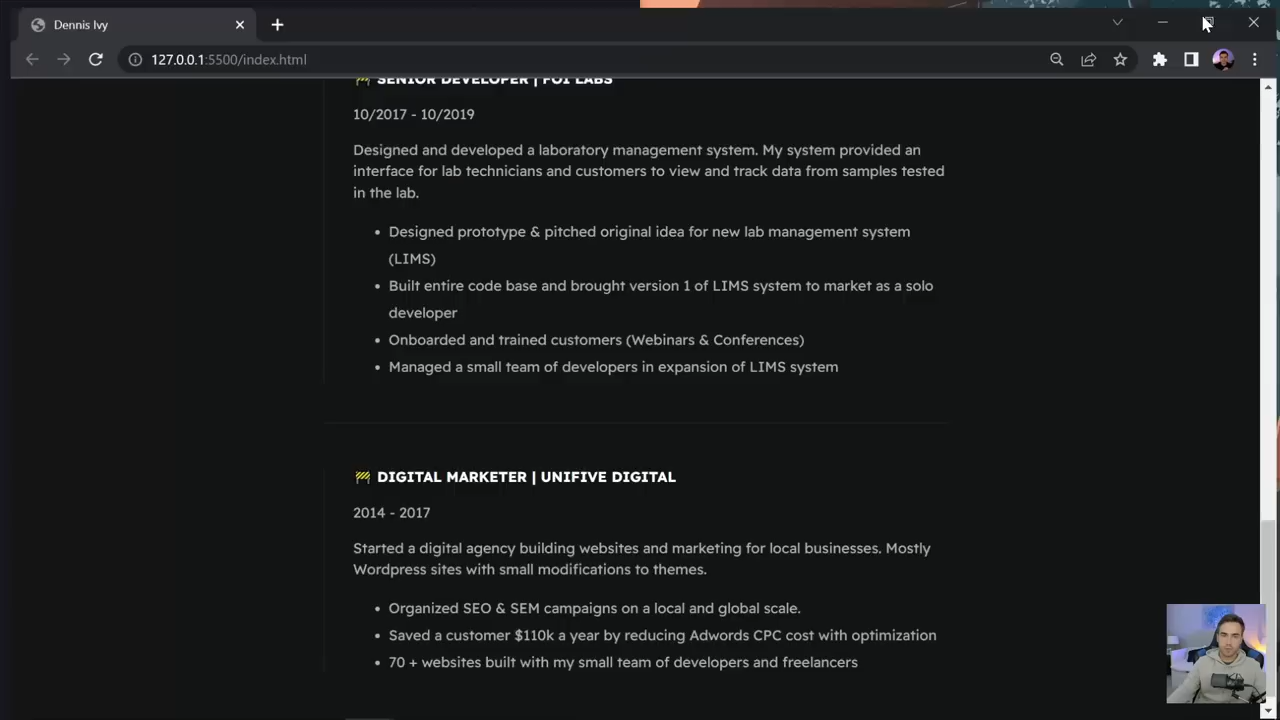 Dennis Ivy
127.0.0.1:5500/index.html
SENIOR DEVELOPER | FOI LABS
10/2017 - 10/2019
Designed and developed a laboratory management system. My system provided an
interface for lab technicians and customers to view and track data from samples tested
in the lab.
• Designed prototype & pitched original idea for new lab management system
(LIMS)
• Built entire code base and brought version 1 of LIMS system to market as a solo
developer
• Onboarded and trained customers (Webinars & Conferences)
• Managed a small team of developers in expansion of LIMS system
🚧 DIGITAL MARKETER | UNIFIVE DIGITAL
2014 - 2017
Started a digital agency building websites and marketing for local businesses. Mostly
Wordpress sites with small modifications to themes.
• Organized SEO & SEM campaigns on a local and global scale.
• Saved a customer $110k a year by reducing Adwords CPC cost with optimization
• 70 + websites built with my small team of developers and freelancers